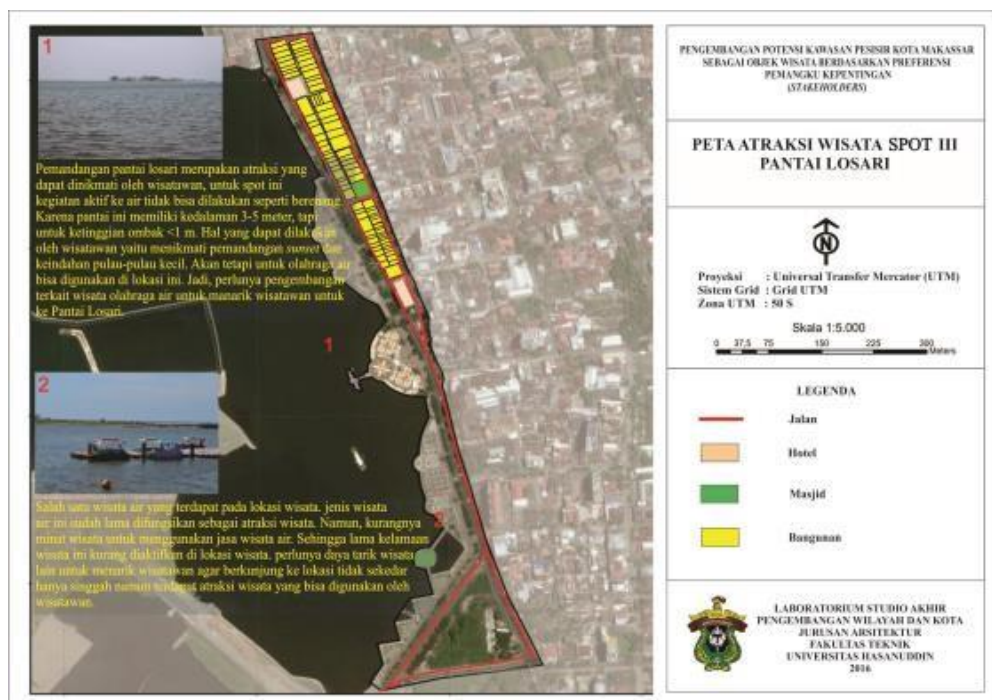 1
Pemandangan pantai losari merupakan atraksi yang
dapat dinikmati oleh wisatawan, untuk spot ini
kegiatan aktif ke air tidak bisa dilakukan seperti berenang.
Karena pantai ini memiliki kedalaman 3-5 meter, tapi
untuk ketinggian ombak <1 m. Hal yang dapat dilakukan
oleh wisatawan yaitu menikmati pemandangan sunset dan
keindahan pulau-pulau kecil. Akan tetapi untuk olahraga air
bisa digunakan di lokasi ini. Jadi, perlunya pengembangan
terkait wisata olahraga air untuk menarik wisatawan untuk
ke Pantai Losari.
1
2
Salah satu wisata air yang terdapat pada lokasi wisata, jenis wisata
air ini sudah lama difungsikan sebagai atraksi wisata. Namun, kurangnya
minat wisata untuk menggunakan jasa wisata air. Sehingga lama kelamaan
wisata ini kurang diaktifkan di lokasi wisata, perlunya daya tarik wisata
lain untuk menarik wisatawan agar berkunjung ke lokasi tidak sekedar
hanya singgah namun terdapat atraksi wisata yang bisa digunakan oleh
wisatawan.
2
PENGEMBANGAN POTENSI KAWASAN PESISIR KOTA MAKASSAR
SEBAGAI OBJEK WISATA BERDASARKAN PREFERENSI
PEMANGKU KEPENTINGAN
(STAKEHOLDERS)
PETA ATRAKSI WISATA SPOT III
PANTAI LOSARI
N
Proyeksi : Universal Transfer Mercator (UTM)
Sistem Grid : Grid UTM
Zona UTM : 50 S
Skala 1:5.000
0 37,5 75 150 225 300
Meters
LEGENDA
Jalan
Hotel
Masjid
Bangunan
LABORATORIUM STUDIO AKHIR
PENGEMBANGAN WILAYAH DAN KOTA
JURUSAN ARSITEKTUR
FAKULTAS TEKNIK
UNIVERSITAS HASANUDDIN
2016